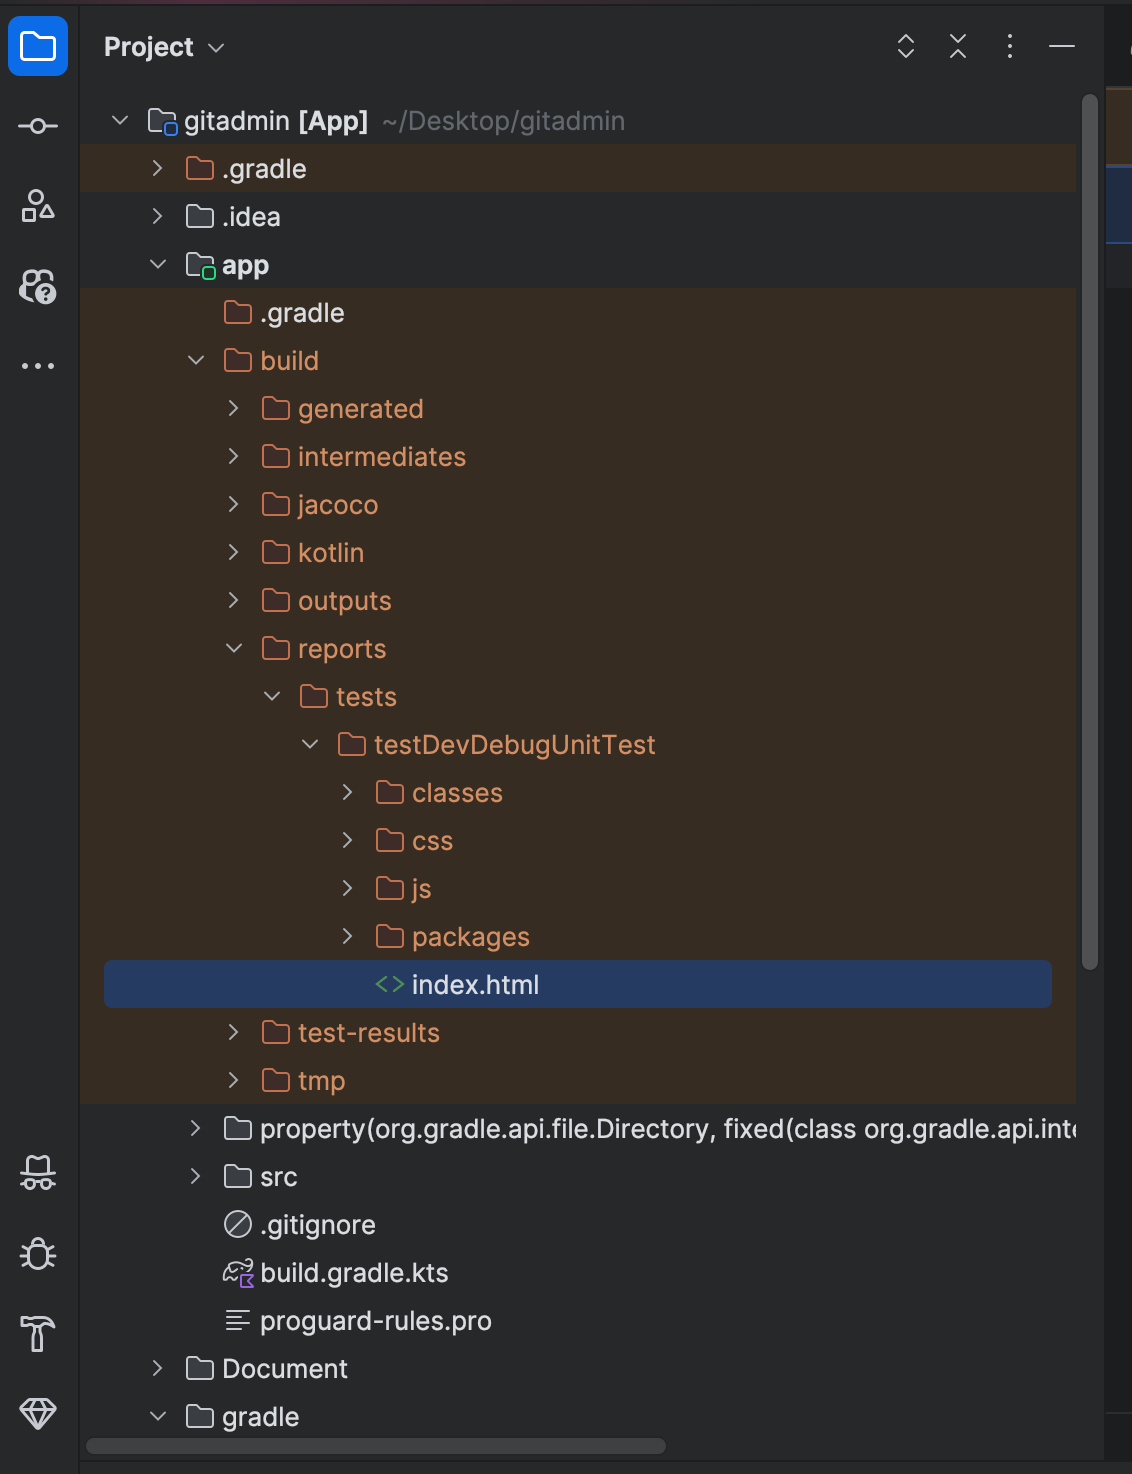 Project
gitadmin [App] ~/Desktop/gitadmin
.gradle
.idea
app
.gradle
build
generated
intermediates
jacoco
kotlin
outputs
reports
tests
testDevDebugUnitTest
classes
css
js
packages
<> index.html
test-results
tmp
property(org.gradle.api.file.Directory, fixed(class org.gradle.api.inte
src
.gitignore
build.gradle.kts
proguard-rules.pro
Document
gradle